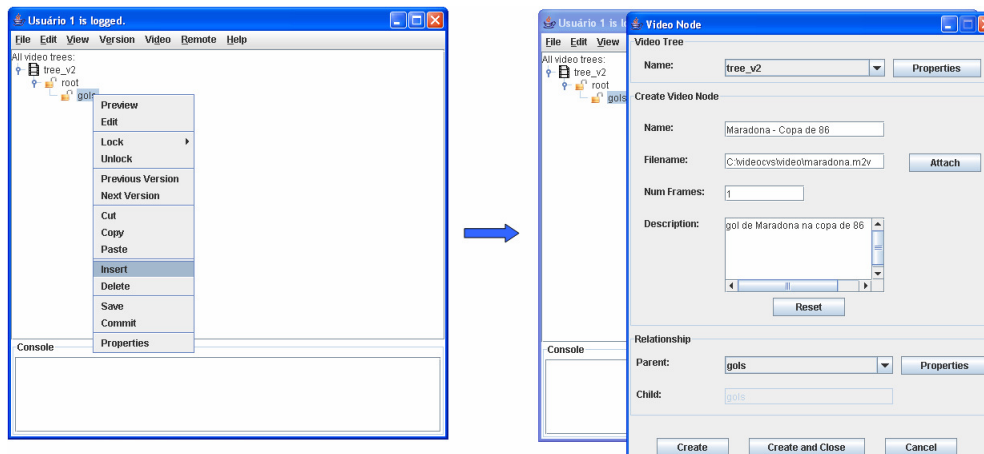 Usuário 1 is logged.
File Edit View Version Video Remote Help
All video trees:
tree_v2
root
gols
Preview
Edit
Lock
Unlock
Previous Version
Next Version
Cut
Copy
Paste
Insert
Delete
Save
Commit
Properties
Console
Usuário 1 is
File Edit View
All video trees:
tree_v2
root
gols
Console
Video Node
Video Tree
Name: tree_v2 Properties
Create Video Node
Name: Maradona - Copa de 86
Filename: C:\videocvs\video\maradona.m2v Attach
Num Frames: 1
Description: gol de Maradona na copa de 86
Reset
Relationship
Parent: gols Properties
Child: gols
Create Create and Close Cancel